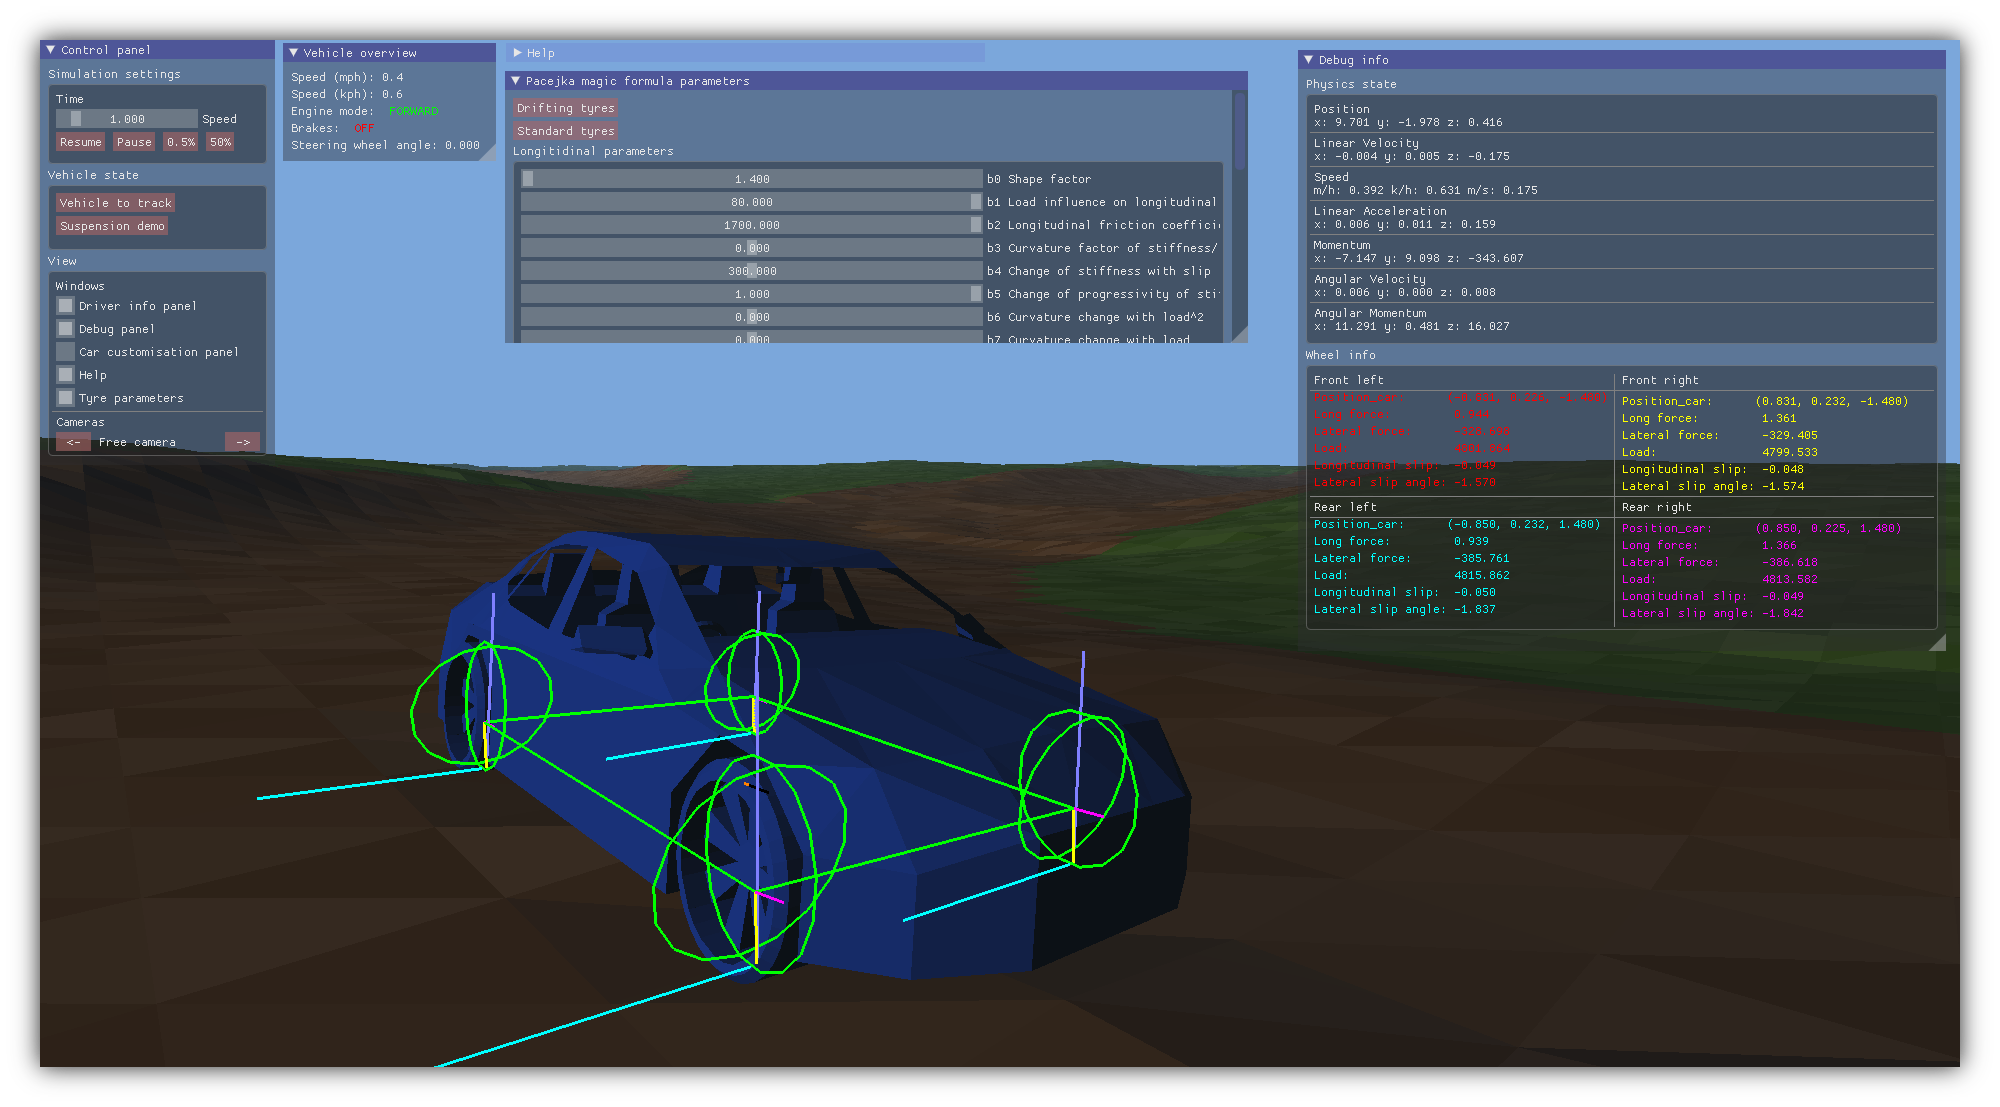 Control panel
Simulation settings
Time
1.000 Speed
Resume Pause 0.5% 50%
Vehicle state
Vehicle to track
Suspension demo
View
Windows
Driver info panel
Debug panel
Car customisation panel
Help
Tyre parameters
Cameras
<- Free camera ->
Vehicle overview
Speed (mph): 0.4
Speed (kph): 0.6
Engine mode: FORWARD
Brakes: OFF
Steering wheel angle: 0.000
Help
Pacejka magic formula parameters
Drifting tyres
Standard tyres
Longitidinal parameters
1.400 b0 Shape factor
80.000 b1 Load influence on longitudinal
1700.000 b2 Longitudinal friction coeffici
0.000 b3 Curvature factor of stiffness/
300.000 b4 Change of stiffness with slip
1.000 b5 Change of progressivity of sti
0.000 b6 Curvature change with load^2
0.000 b7 Curvature change with load
Debug info
Physics state
Position
x: 9.701 y: -1.978 z: 0.416
Linear Velocity
x: -0.004 y: 0.005 z: -0.175
Speed
m/h: 0.392 k/h: 0.631 m/s: 0.175
Linear Acceleration
x: 0.006 y: 0.011 z: 0.159
Momentum
x: -7.147 y: 9.098 z: -343.607
Angular Velocity
x: 0.006 y: 0.000 z: 0.008
Angular Momentum
x: 11.291 y: 0.481 z: 16.027
Wheel info
Front left
Long force
Lateral force:
Load:
Longitudinal slip: -0.049
Lateral slip angle: -1.570
Front right
Position_car: (0.831, 0.232, -1.480)
Long force: 1.361
Lateral force: -329.405
Load: 4799.533
Longitudinal slip: -0.048
Lateral slip angle: -1.574
Rear left
Position_car: (-0.850, 0.232, 1.480)
Long force: 0.939
Lateral force: -385.761
Load: 4815.862
Longitudinal slip: -0.050
Lateral slip angle: -1.837
Rear right
Position_car: (0.850, 0.225, 1.480)
Long force: 1.366
Lateral force: -386.618
Load: 4813.582
Longitudinal slip: -0.049
Lateral slip angle: -1.842